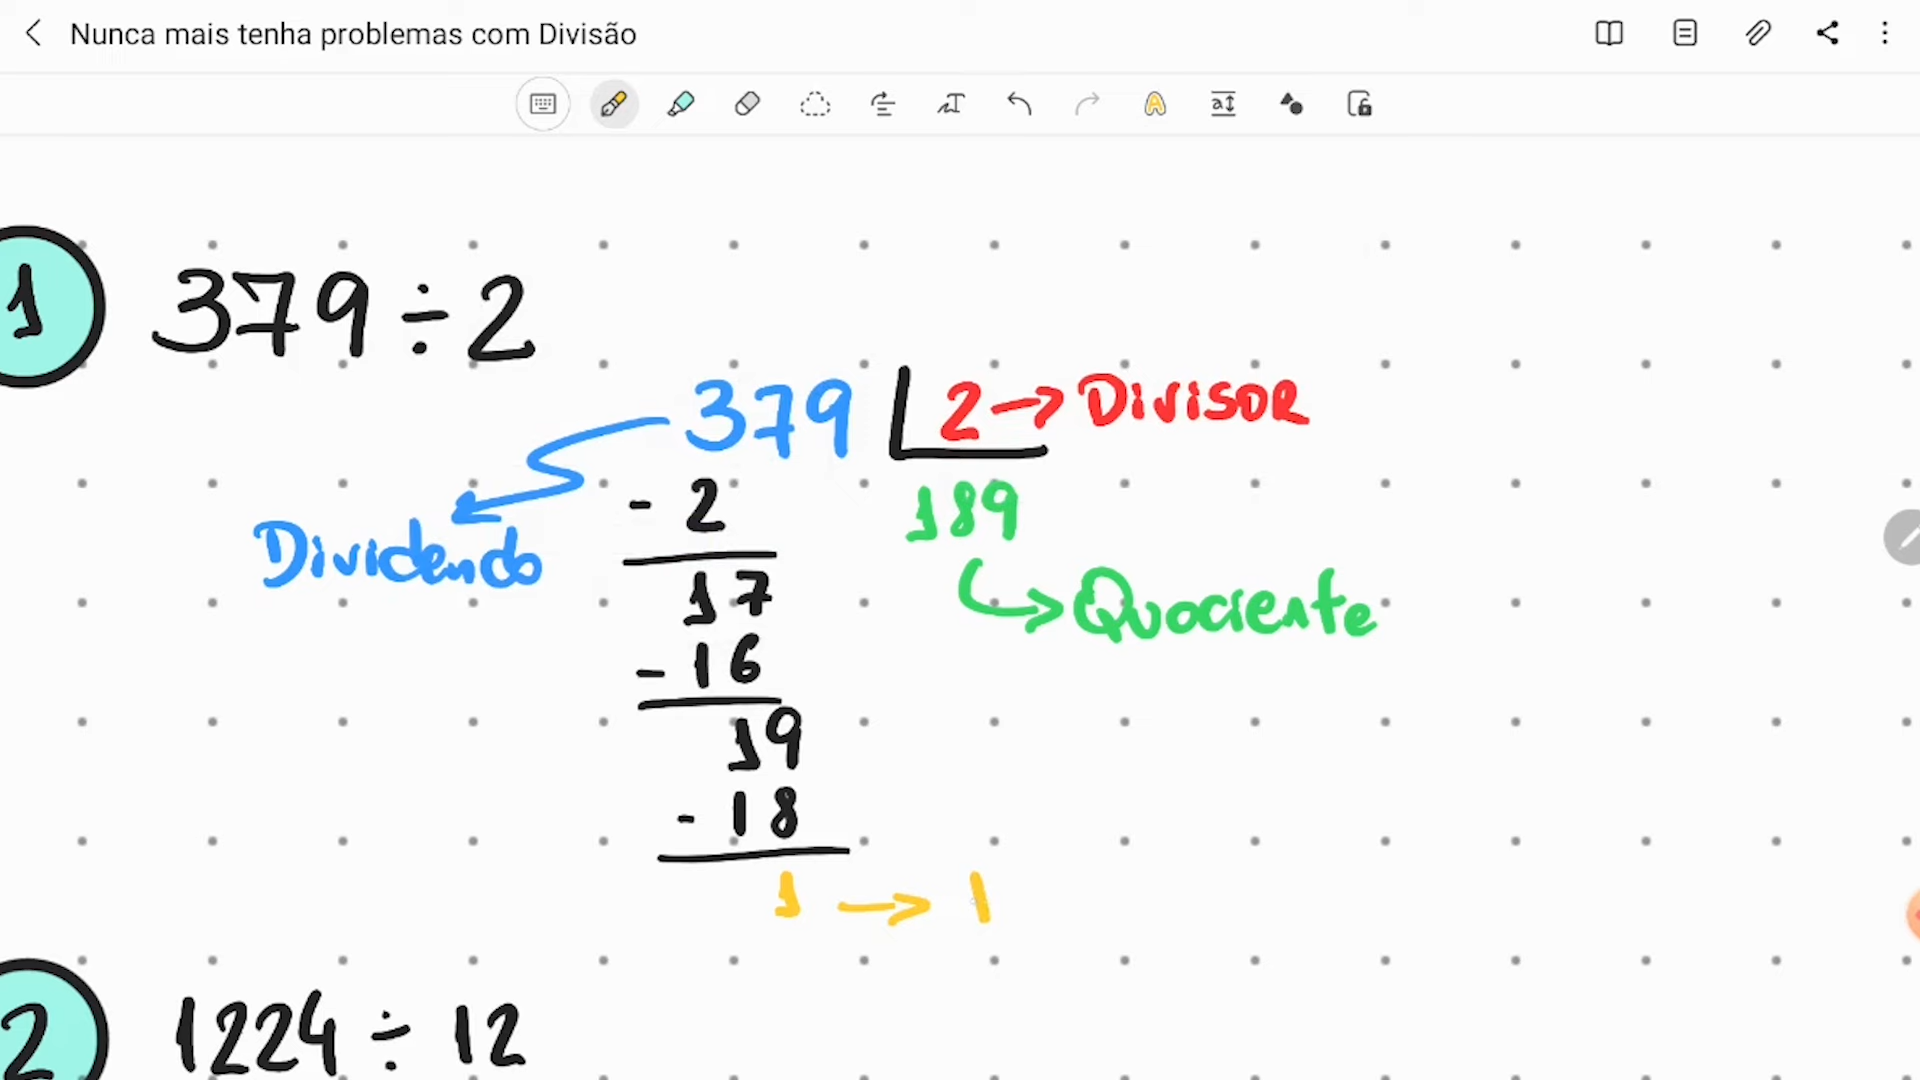 Nunca mais tenha problemas com Divisão
1 379 ÷ 2
379 2 → Divisor
- 2 189
Dividendo
17 Quociente
- 16
19
- 18
1 → 1
2 1224 ÷ 12